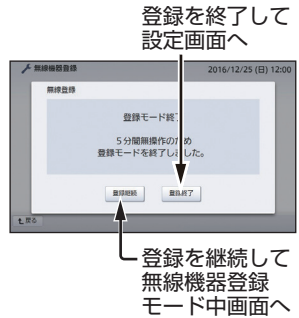 登録を終了して
設定画面へ
無線機器登録 2016/12/25 (日) 12:00
無線登録
登録モード終了
5分間無操作のため
登録モードを終了しました。
登録継続 登録終了
戻る
登録を継続して
無線機器登録
モード中画面へ